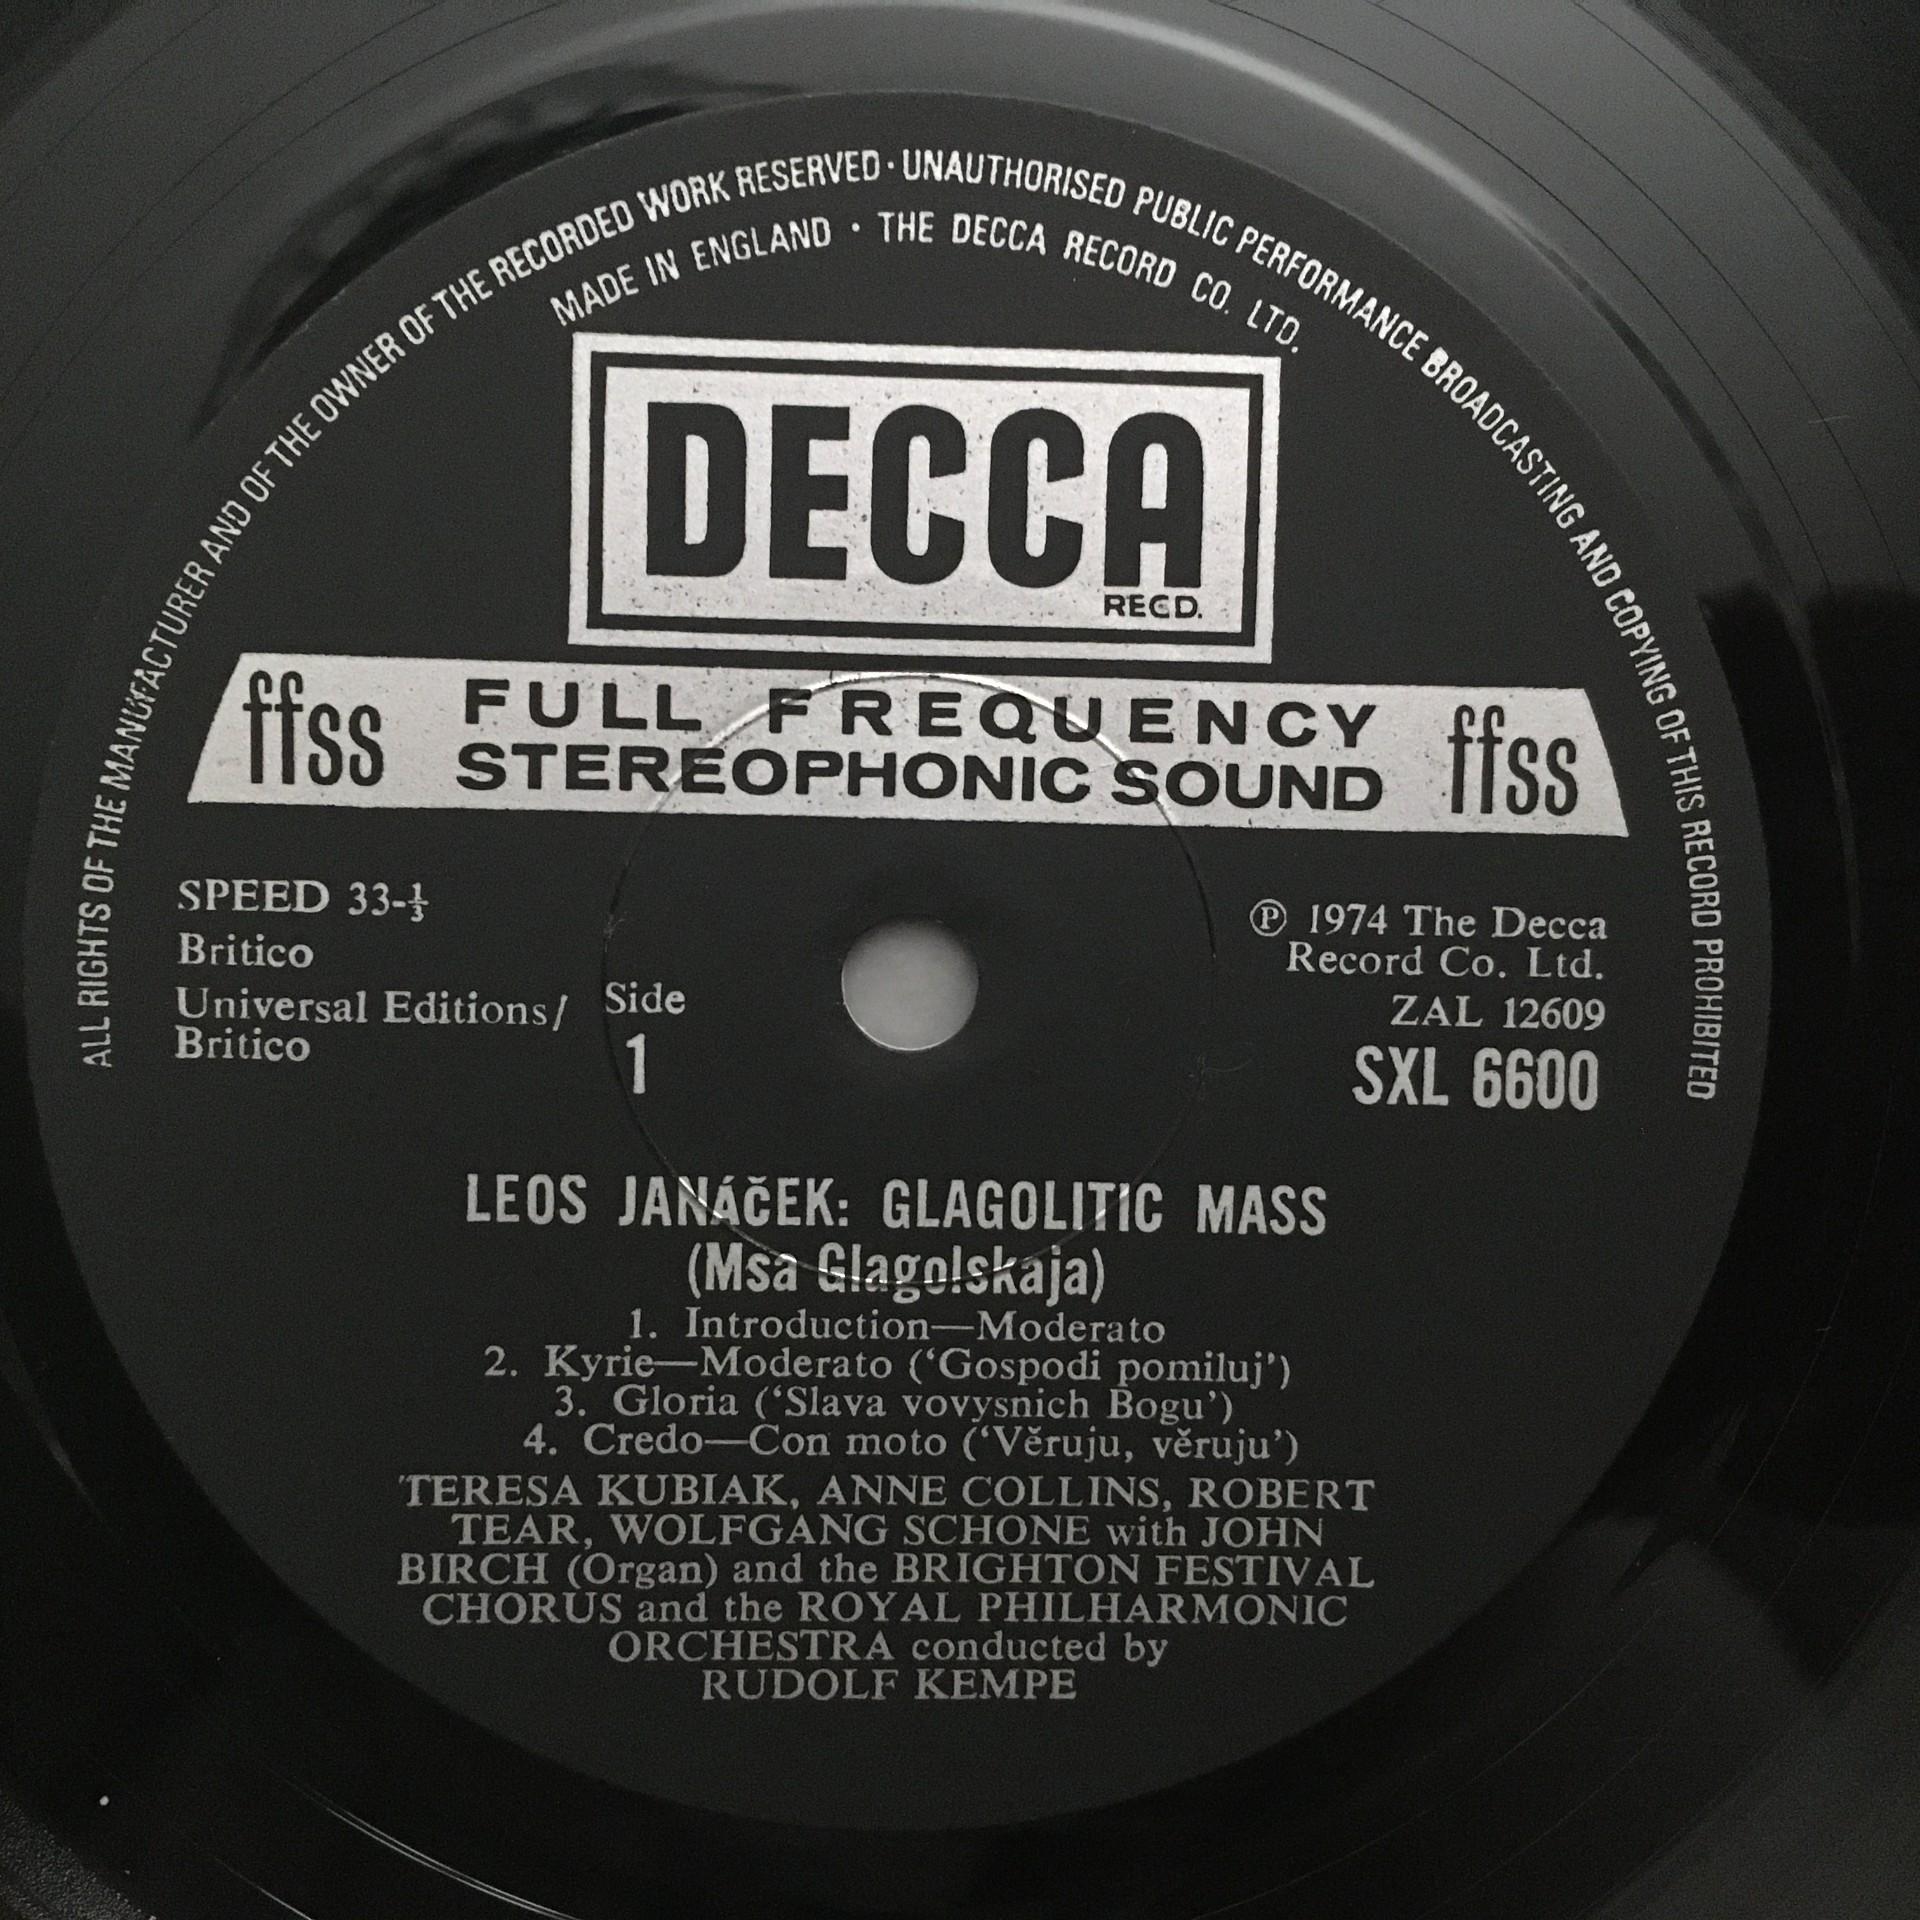 ALL RIGHTS OF THE MANUFACTURER AND OF THE OWNER OF THE RECORDED WORK RESERVED · UNAUTHORISED PUBLIC PERFORMANCE BROADCASTING AND COPYING OF THIS RECORD PROHIBITED
MADE IN ENGLAND · THE DECCA RECORD CO. LTD.
DECCA
RECD.
ffss FULL FREQUENCY ffss
STEREOPHONIC SOUND
SPEED 33-⅓
Britico
Universal Editions/
Britico
Side
1
℗ 1974 The Decca
Record Co. Ltd.
ZAL 12609
SXL 6600
LEOS JANÁČEK: GLAGOLITIC MASS
(Msa Glagolskaja)
1. Introduction—Moderato
2. Kyrie—Moderato (‘Gospodi pomiluj’)
3. Gloria (‘Slava vovysnich Bogu’)
4. Credo—Con moto (‘Věruju, věruju’)
TERESA KUBIAK, ANNE COLLINS, ROBERT
TEAR, WOLFGANG SCHONE with JOHN
BIRCH (Organ) and the BRIGHTON FESTIVAL
CHORUS and the ROYAL PHILHARMONIC
ORCHESTRA conducted by
RUDOLF KEMPE